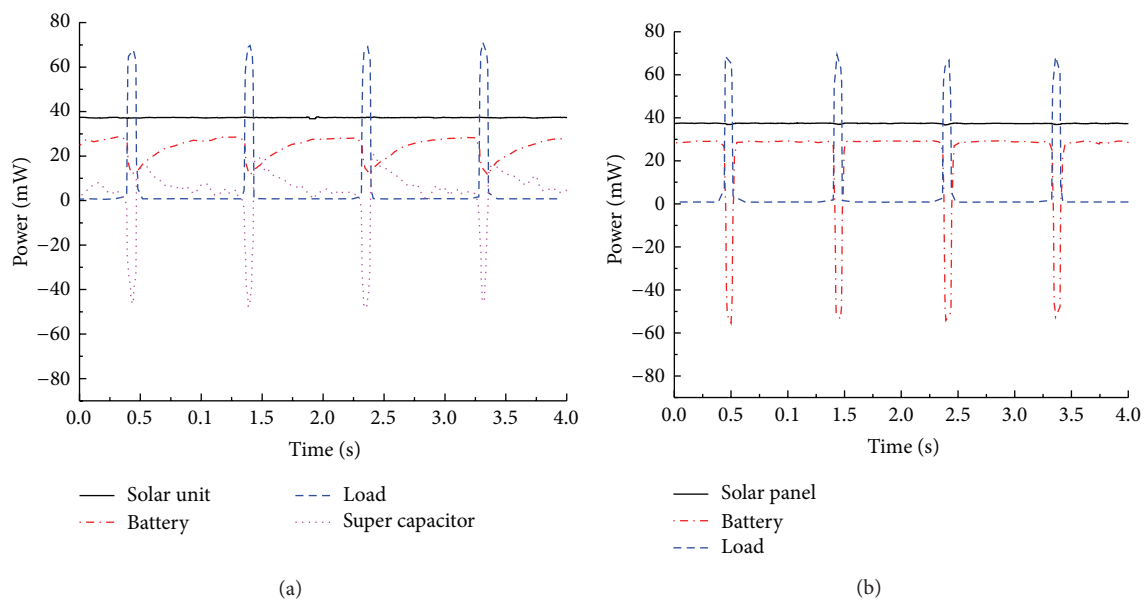 80
60
40
20
0
−20
−40
−60
−80
Power (mW)
0.0 0.5 0.1 1.5 2.0 2.5 3.0 3.5 4.0
Time (s)
Solar unit Load
Battery Super capacitor
(a)
80
60
40
20
0
−20
−40
−60
−80
Power (mW)
0.0 0.5 0.1 1.5 2.0 2.5 3.0 3.5 4.0
Time (s)
Solar panel
Battery
Load
(b)